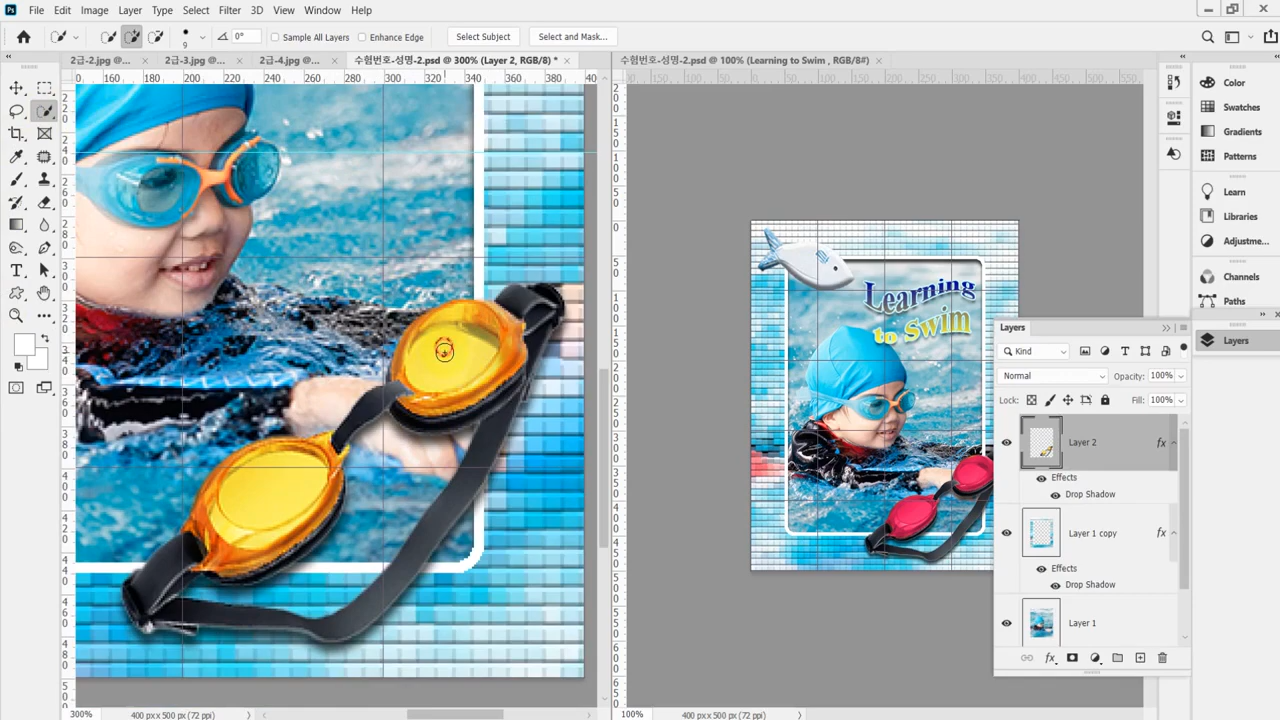 Ps File Edit Image Layer Type Select Filter 3D View Window Help
9 0° Sample All Layers Enhance Edge Select Subject Select and Mask...
2급-2.jpg @... 2급-3.jpg @... 2급-4.jpg @... 수험번호-성명-2.psd @ 300% (Layer 2, RGB/8) * 수험번호-성명-2.psd @ 100% (Learning to Swim , RGB/8#)
160 180 200 220 240 260 280 300 320 340 360 380 40
Learning
to Swim
Color
Swatches
Gradients
Patterns
Learn
Libraries
Adjustme...
Channels
Paths
Layers
Layers
Kind
Normal Opacity: 100%
Lock: Fill: 100%
Layer 2 fx
Effects
Drop Shadow
Layer 1 copy fx
Effects
Drop Shadow
Layer 1
fx
300% 400 px x 500 px (72 ppi) 100% 400 px x 500 px (72 ppi)